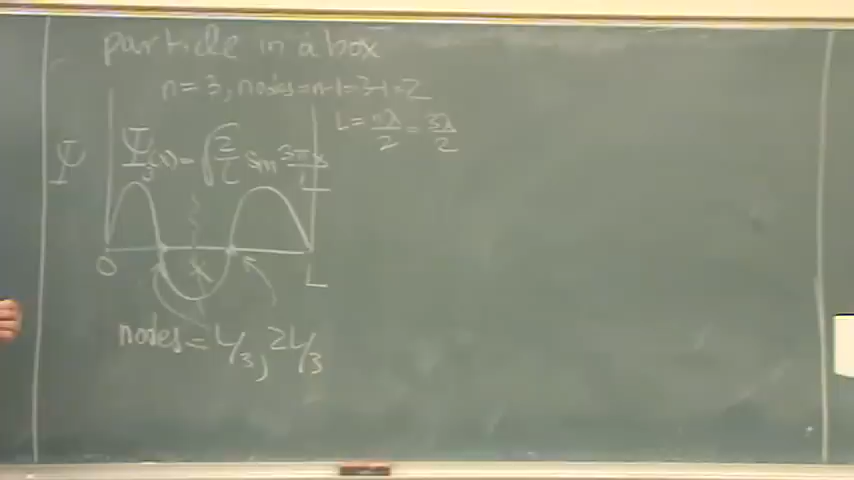 particle in a box
n=3, nodes=n-1=3-1=2
L=nλ/2=3λ/2
Ψ
Ψ₃(x)=√2/L sin 3πx/L
0
x
L
nodes=L/3, 2L/3